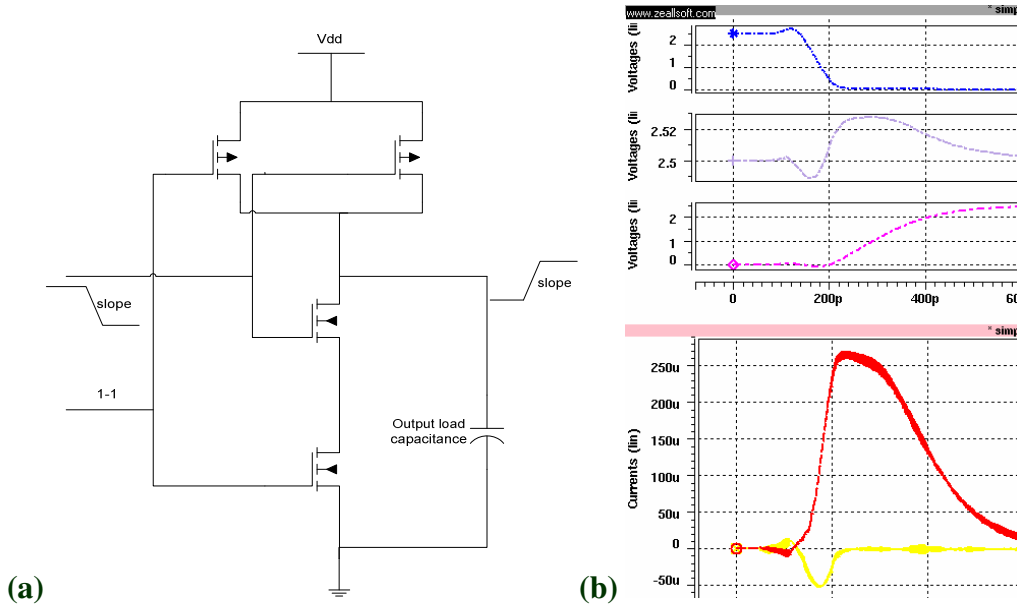 Vdd
slope
slope
1-1
Output load
capacitance
(a)
www.zeallsoft.com
* simp
Voltages (li
2
1
0
Voltages (li
2.52
2.5
Voltages (li
2
1
0
0 200p 400p 60
* simp
Currents (lin)
250u
200u
150u
100u
50u
0
-50u
(b)